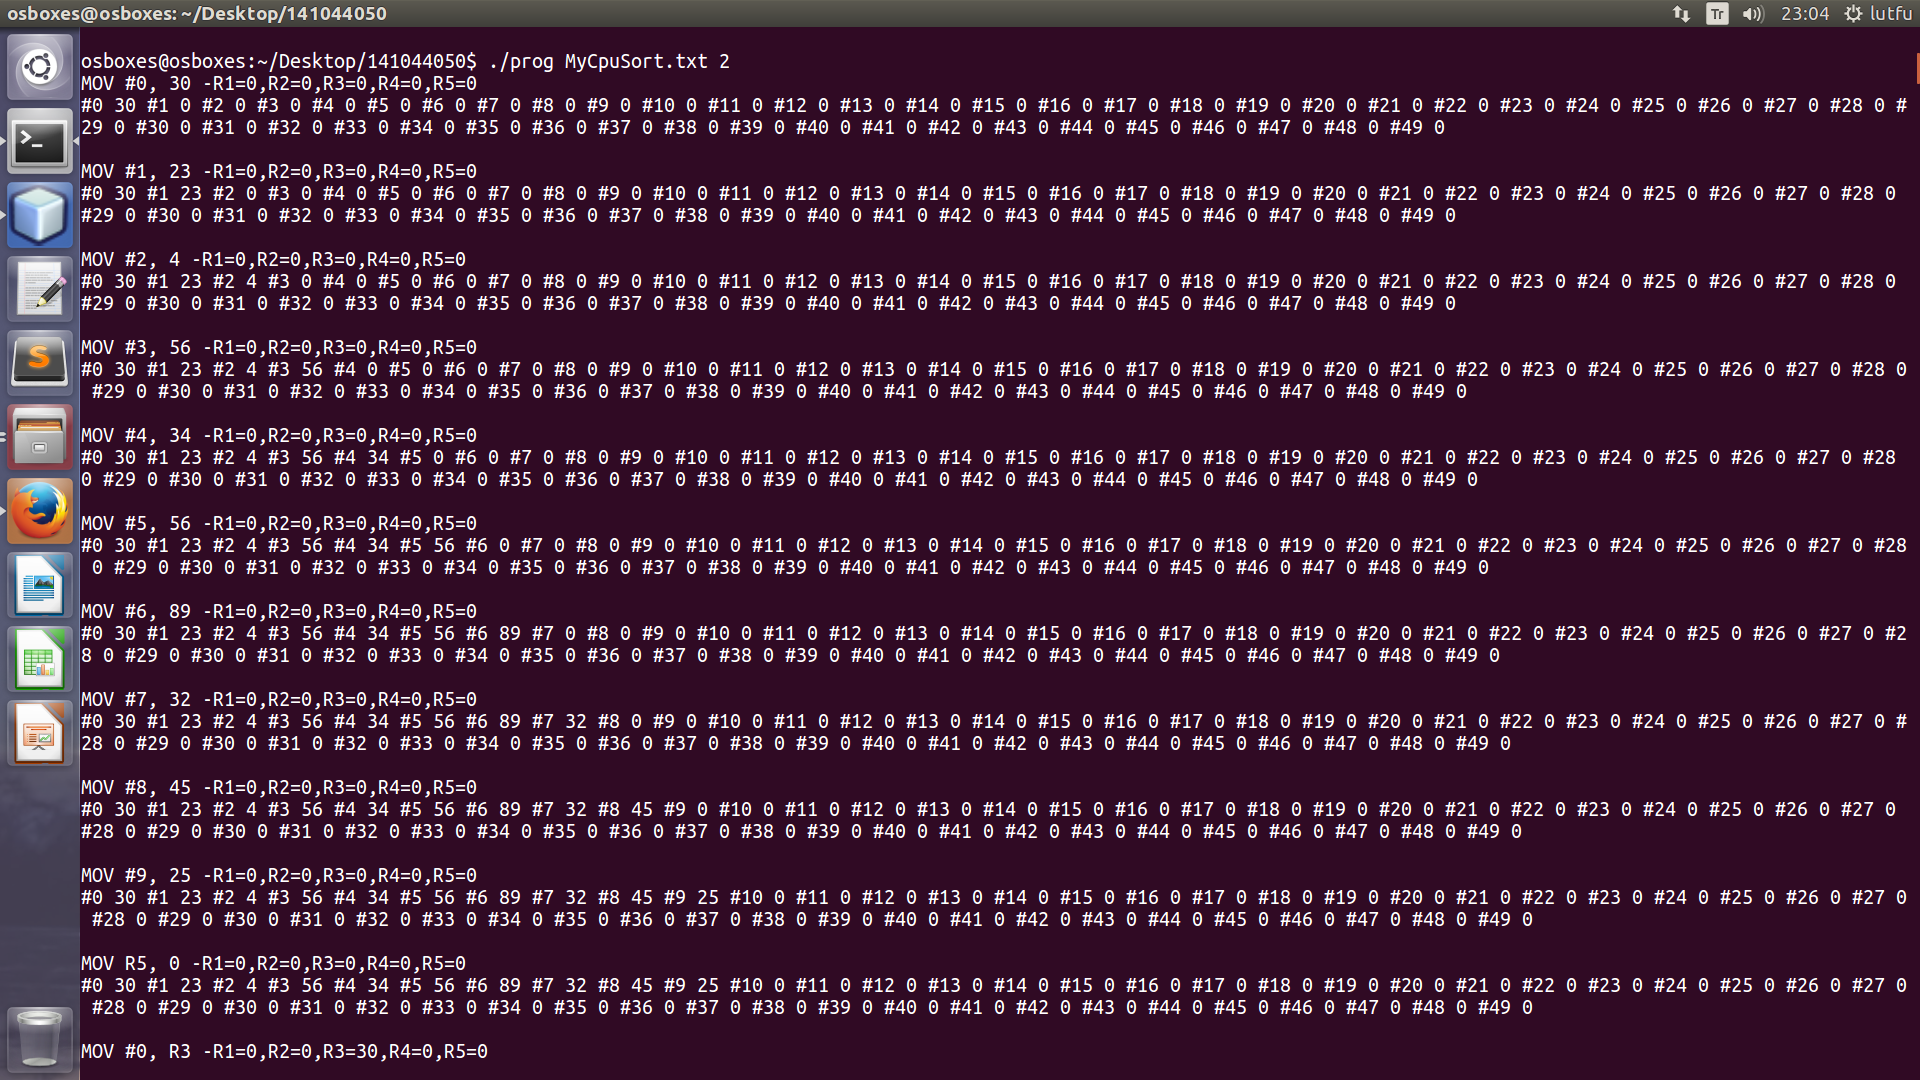 osboxes@osboxes: ~/Desktop/141044050
Tr
23:04
lutfu
osboxes@osboxes:~/Desktop/141044050$ ./prog MyCpuSort.txt 2
MOV #0, 30 -R1=0,R2=0,R3=0,R4=0,R5=0
#0 30 #1 0 #2 0 #3 0 #4 0 #5 0 #6 0 #7 0 #8 0 #9 0 #10 0 #11 0 #12 0 #13 0 #14 0 #15 0 #16 0 #17 0 #18 0 #19 0 #20 0 #21 0 #22 0 #23 0 #24 0 #25 0 #26 0 #27 0 #28 0 #
29 0 #30 0 #31 0 #32 0 #33 0 #34 0 #35 0 #36 0 #37 0 #38 0 #39 0 #40 0 #41 0 #42 0 #43 0 #44 0 #45 0 #46 0 #47 0 #48 0 #49 0
MOV #1, 23 -R1=0,R2=0,R3=0,R4=0,R5=0
#0 30 #1 23 #2 0 #3 0 #4 0 #5 0 #6 0 #7 0 #8 0 #9 0 #10 0 #11 0 #12 0 #13 0 #14 0 #15 0 #16 0 #17 0 #18 0 #19 0 #20 0 #21 0 #22 0 #23 0 #24 0 #25 0 #26 0 #27 0 #28 0
#29 0 #30 0 #31 0 #32 0 #33 0 #34 0 #35 0 #36 0 #37 0 #38 0 #39 0 #40 0 #41 0 #42 0 #43 0 #44 0 #45 0 #46 0 #47 0 #48 0 #49 0
MOV #2, 4 -R1=0,R2=0,R3=0,R4=0,R5=0
#0 30 #1 23 #2 4 #3 0 #4 0 #5 0 #6 0 #7 0 #8 0 #9 0 #10 0 #11 0 #12 0 #13 0 #14 0 #15 0 #16 0 #17 0 #18 0 #19 0 #20 0 #21 0 #22 0 #23 0 #24 0 #25 0 #26 0 #27 0 #28 0
#29 0 #30 0 #31 0 #32 0 #33 0 #34 0 #35 0 #36 0 #37 0 #38 0 #39 0 #40 0 #41 0 #42 0 #43 0 #44 0 #45 0 #46 0 #47 0 #48 0 #49 0
MOV #3, 56 -R1=0,R2=0,R3=0,R4=0,R5=0
#0 30 #1 23 #2 4 #3 56 #4 0 #5 0 #6 0 #7 0 #8 0 #9 0 #10 0 #11 0 #12 0 #13 0 #14 0 #15 0 #16 0 #17 0 #18 0 #19 0 #20 0 #21 0 #22 0 #23 0 #24 0 #25 0 #26 0 #27 0 #28 0
#29 0 #30 0 #31 0 #32 0 #33 0 #34 0 #35 0 #36 0 #37 0 #38 0 #39 0 #40 0 #41 0 #42 0 #43 0 #44 0 #45 0 #46 0 #47 0 #48 0 #49 0
MOV #4, 34 -R1=0,R2=0,R3=0,R4=0,R5=0
#0 30 #1 23 #2 4 #3 56 #4 34 #5 0 #6 0 #7 0 #8 0 #9 0 #10 0 #11 0 #12 0 #13 0 #14 0 #15 0 #16 0 #17 0 #18 0 #19 0 #20 0 #21 0 #22 0 #23 0 #24 0 #25 0 #26 0 #27 0 #28
0 #29 0 #30 0 #31 0 #32 0 #33 0 #34 0 #35 0 #36 0 #37 0 #38 0 #39 0 #40 0 #41 0 #42 0 #43 0 #44 0 #45 0 #46 0 #47 0 #48 0 #49 0
MOV #5, 56 -R1=0,R2=0,R3=0,R4=0,R5=0
#0 30 #1 23 #2 4 #3 56 #4 34 #5 56 #6 0 #7 0 #8 0 #9 0 #10 0 #11 0 #12 0 #13 0 #14 0 #15 0 #16 0 #17 0 #18 0 #19 0 #20 0 #21 0 #22 0 #23 0 #24 0 #25 0 #26 0 #27 0 #28
0 #29 0 #30 0 #31 0 #32 0 #33 0 #34 0 #35 0 #36 0 #37 0 #38 0 #39 0 #40 0 #41 0 #42 0 #43 0 #44 0 #45 0 #46 0 #47 0 #48 0 #49 0
MOV #6, 89 -R1=0,R2=0,R3=0,R4=0,R5=0
#0 30 #1 23 #2 4 #3 56 #4 34 #5 56 #6 89 #7 0 #8 0 #9 0 #10 0 #11 0 #12 0 #13 0 #14 0 #15 0 #16 0 #17 0 #18 0 #19 0 #20 0 #21 0 #22 0 #23 0 #24 0 #25 0 #26 0 #27 0 #2
8 0 #29 0 #30 0 #31 0 #32 0 #33 0 #34 0 #35 0 #36 0 #37 0 #38 0 #39 0 #40 0 #41 0 #42 0 #43 0 #44 0 #45 0 #46 0 #47 0 #48 0 #49 0
MOV #7, 32 -R1=0,R2=0,R3=0,R4=0,R5=0
#0 30 #1 23 #2 4 #3 56 #4 34 #5 56 #6 89 #7 32 #8 0 #9 0 #10 0 #11 0 #12 0 #13 0 #14 0 #15 0 #16 0 #17 0 #18 0 #19 0 #20 0 #21 0 #22 0 #23 0 #24 0 #25 0 #26 0 #27 0 #
28 0 #29 0 #30 0 #31 0 #32 0 #33 0 #34 0 #35 0 #36 0 #37 0 #38 0 #39 0 #40 0 #41 0 #42 0 #43 0 #44 0 #45 0 #46 0 #47 0 #48 0 #49 0
MOV #8, 45 -R1=0,R2=0,R3=0,R4=0,R5=0
#0 30 #1 23 #2 4 #3 56 #4 34 #5 56 #6 89 #7 32 #8 45 #9 0 #10 0 #11 0 #12 0 #13 0 #14 0 #15 0 #16 0 #17 0 #18 0 #19 0 #20 0 #21 0 #22 0 #23 0 #24 0 #25 0 #26 0 #27 0
#28 0 #29 0 #30 0 #31 0 #32 0 #33 0 #34 0 #35 0 #36 0 #37 0 #38 0 #39 0 #40 0 #41 0 #42 0 #43 0 #44 0 #45 0 #46 0 #47 0 #48 0 #49 0
MOV #9, 25 -R1=0,R2=0,R3=0,R4=0,R5=0
#0 30 #1 23 #2 4 #3 56 #4 34 #5 56 #6 89 #7 32 #8 45 #9 25 #10 0 #11 0 #12 0 #13 0 #14 0 #15 0 #16 0 #17 0 #18 0 #19 0 #20 0 #21 0 #22 0 #23 0 #24 0 #25 0 #26 0 #27 0
#28 0 #29 0 #30 0 #31 0 #32 0 #33 0 #34 0 #35 0 #36 0 #37 0 #38 0 #39 0 #40 0 #41 0 #42 0 #43 0 #44 0 #45 0 #46 0 #47 0 #48 0 #49 0
MOV R5, 0 -R1=0,R2=0,R3=0,R4=0,R5=0
#0 30 #1 23 #2 4 #3 56 #4 34 #5 56 #6 89 #7 32 #8 45 #9 25 #10 0 #11 0 #12 0 #13 0 #14 0 #15 0 #16 0 #17 0 #18 0 #19 0 #20 0 #21 0 #22 0 #23 0 #24 0 #25 0 #26 0 #27 0
#28 0 #29 0 #30 0 #31 0 #32 0 #33 0 #34 0 #35 0 #36 0 #37 0 #38 0 #39 0 #40 0 #41 0 #42 0 #43 0 #44 0 #45 0 #46 0 #47 0 #48 0 #49 0
MOV #0, R3 -R1=0,R2=0,R3=30,R4=0,R5=0